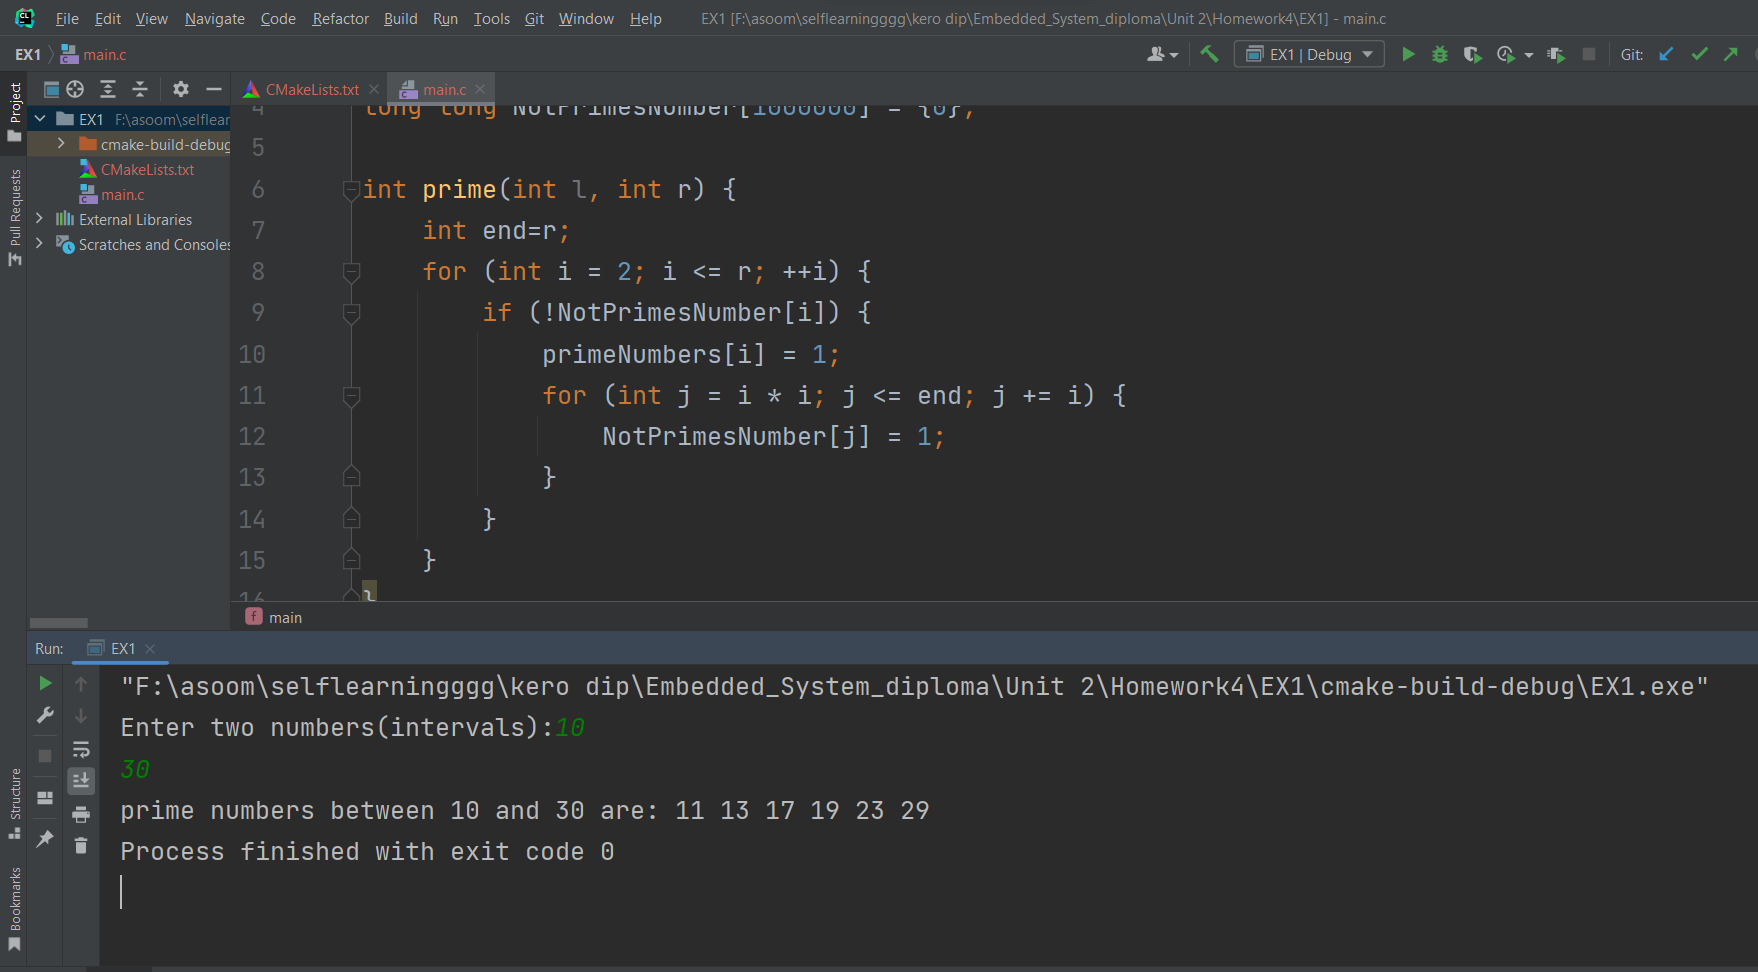 File Edit View Navigate Code Refactor Build Run Tools Git Window Help EX1 [F:\asoom\selflearningggg\kero dip\Embedded_System_diploma\Unit 2\Homework4\EX1] - main.c
EX1 main.c EX1 | Debug Git:
Project
Pull Requests
Structure
Bookmarks
EX1 F:\asoom\selflear
cmake-build-debug
CMakeLists.txt
main.c
External Libraries
Scratches and Consoles
CMakeLists.txt main.c
4 long long NotPrimesNumber[1000000] = {0};
5
6 int prime(int l, int r) {
7 int end=r;
8 for (int i = 2; i <= r; ++i) {
9 if (!NotPrimesNumber[i]) {
10 primeNumbers[i] = 1;
11 for (int j = i * i; j <= end; j += i) {
12 NotPrimesNumber[j] = 1;
13 }
14 }
15 }
16 }
f main
Run: EX1
"F:\asoom\selflearningggg\kero dip\Embedded_System_diploma\Unit 2\Homework4\EX1\cmake-build-debug\EX1.exe"
Enter two numbers(intervals):10
30
prime numbers between 10 and 30 are: 11 13 17 19 23 29
Process finished with exit code 0